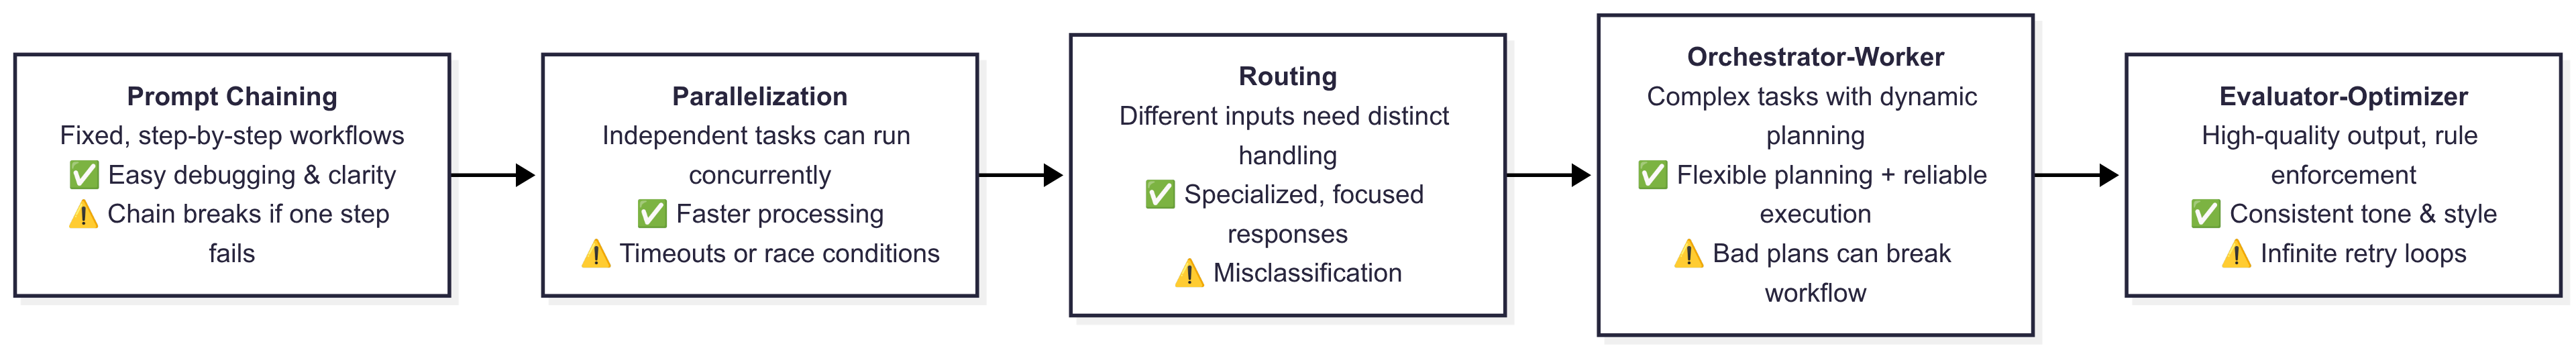 Prompt Chaining
Fixed, step-by-step workflows
✅ Easy debugging & clarity
⚠️ Chain breaks if one step
fails
Parallelization
Independent tasks can run
concurrently
✅ Faster processing
⚠️ Timeouts or race conditions
Routing
Different inputs need distinct
handling
✅ Specialized, focused
responses
⚠️ Misclassification
Orchestrator-Worker
Complex tasks with dynamic
planning
✅ Flexible planning + reliable
execution
⚠️ Bad plans can break
workflow
Evaluator-Optimizer
High-quality output, rule
enforcement
✅ Consistent tone & style
⚠️ Infinite retry loops